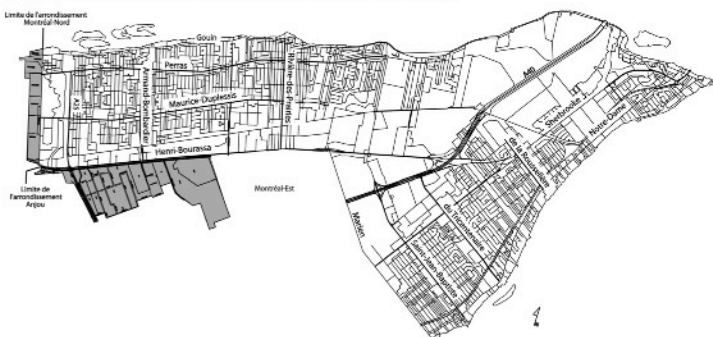 Limite de l'arrondissement
Montréal-Nord
Gouin
Perras
Armand-Bombardier
Rivière-des-Prairies
A25
Maurice-Duplessis
Henri-Bourassa
A40
Sherbrooke
Notre-Dame
de la Rousselière
du Tricentenaire
Saint-Jean-Baptiste
Marien
Montréal-Est
Limite de
l'arrondissement
Anjou